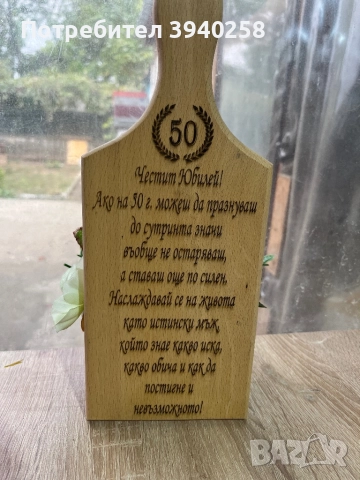 Потребител 3940258
50
Честит Юбилей!
Ако на 50 г. можеш да празнуваш
до сутринта значи
въобще не остаряваш,
а ставаш още по силен.
Наслаждавай се на живота
като истински мъж,
който знае какво иска,
какво обича и как да
постигне и
невъзможното!
BAZAR